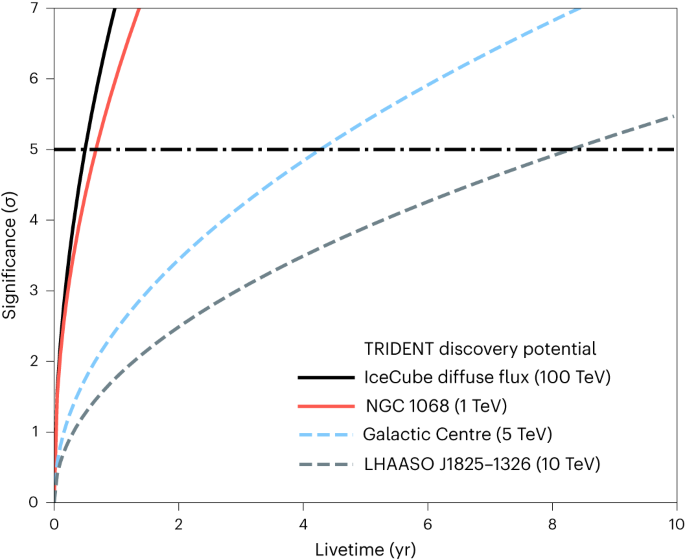 7
6
5
4
3
2
1
0
Significance (σ)
TRIDENT discovery potential
IceCube diffuse flux (100 TeV)
NGC 1068 (1 TeV)
Galactic Centre (5 TeV)
LHAASO J1825–1326 (10 TeV)
0 2 4 6 8 10
Livetime (yr)